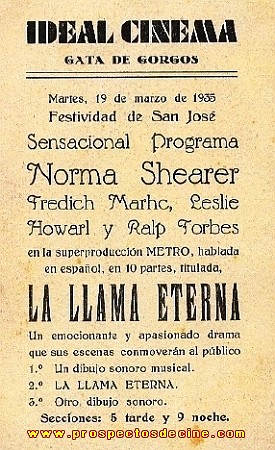 IDEAL CINEMA
GATA DE GORGOS
Martes, 19 de marzo de 1935
Festividad de San José
Sensacional Programa
Norma Shearer
Fredich Marhc, Leslie
Howarl y Ralp Forbes
en la superproducción METRO, hablada
en español, en 10 partes, titulada,
LA LLAMA ETERNA
Un emocionante y apasionado drama
que sus escenas conmoverán al público
1.º Un dibujo sonoro musical.
2.º LA LLAMA ETERNA.
3.º Otro dibujo sonoro.
Secciones: 5 tarde y 9 noche.
www.prospectosdecine.com